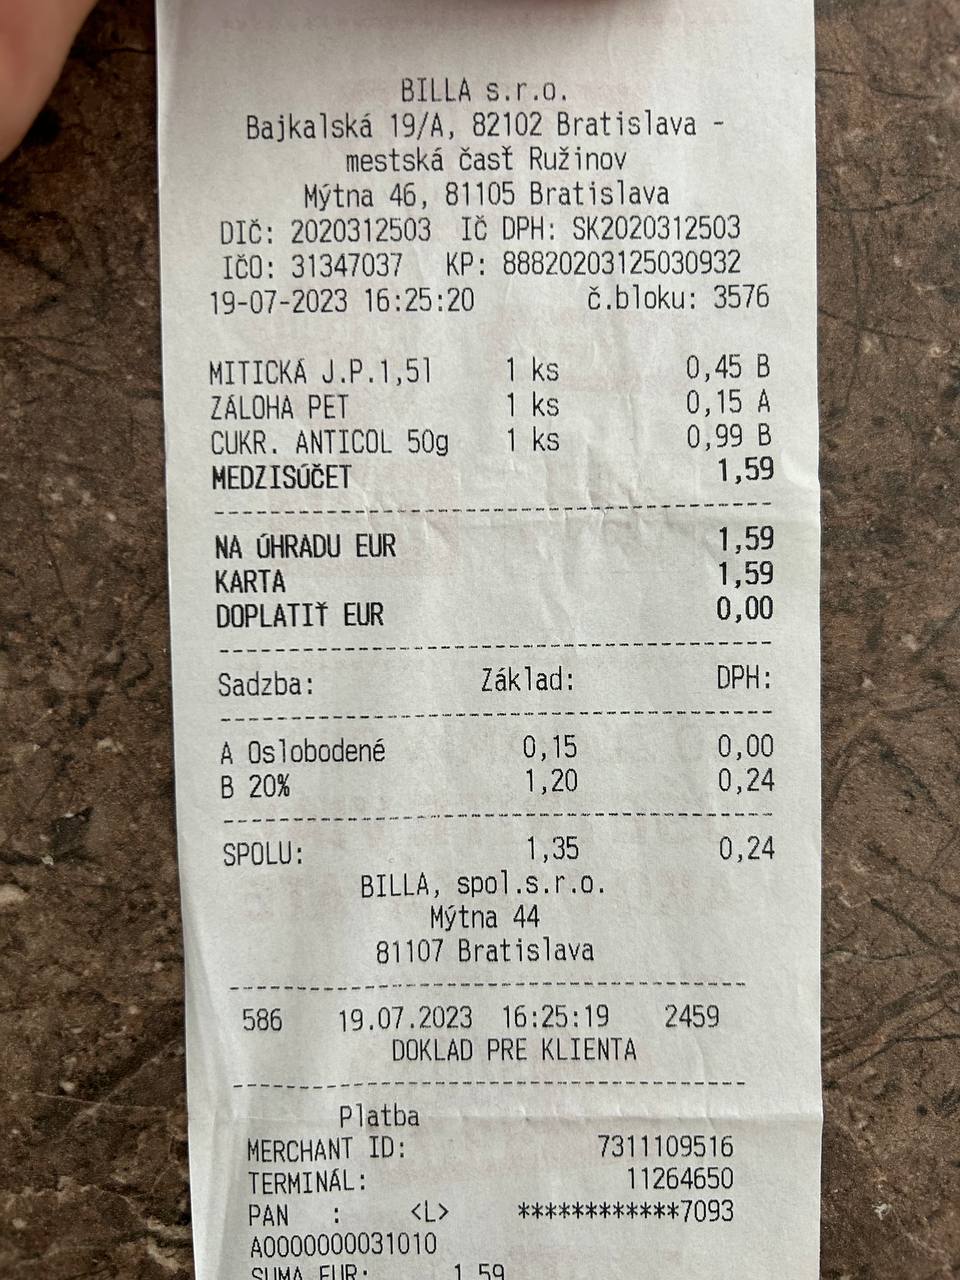 BILLA s.r.o.
Bajkalská 19/A, 82102 Bratislava -
mestská časť Ružinov
Mýtna 46, 81105 Bratislava
DIČ: 2020312503 IČ DPH: SK2020312503
IČO: 31347037 KP: 88820203125030932
19-07-2023 16:25:20 č.bloku: 3576
MITICKÁ J.P.1,5l 1 ks 0,45 B
ZÁLOHA PET 1 ks 0,15 A
CUKR. ANTICOL 50g 1 ks 0,99 B
MEDZISÚČET 1,59
NA ÚHRADU EUR 1,59
KARTA 1,59
DOPLATIŤ EUR 0,00
Sadzba: Základ: DPH:
A Oslobodené 0,15 0,00
B 20% 1,20 0,24
SPOLU: 1,35 0,24
BILLA, spol.s.r.o.
Mýtna 44
81107 Bratislava
586 19.07.2023 16:25:19 2459
DOKLAD PRE KLIENTA
Platba
MERCHANT ID: 7311109516
TERMINÁL: 11264650
PAN : <L> ************7093
A0000000031010
SUMA EUR: 1,59